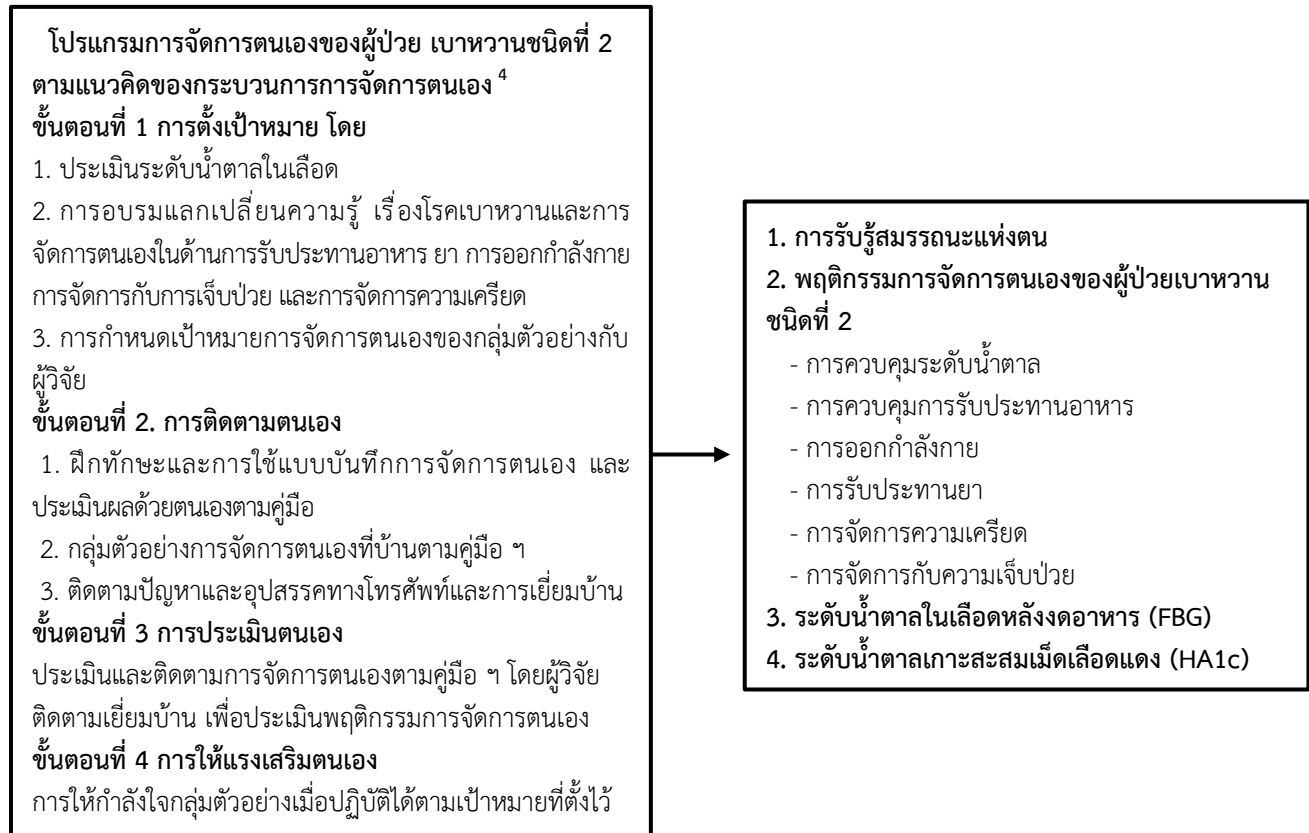 โปรแกรมการจัดการตนเองของผู้ป่วย เบาหวานชนิดที่ 2
ตามแนวคิดของกระบวนการการจัดการตนเอง 4
ขั้นตอนที่ 1 การตั้งเป้าหมาย โดย
1. ประเมินระดับน้ำตาลในเลือด
2. การอบรมแลกเปลี่ยนความรู้ เรื่องโรคเบาหวานและการ
จัดการตนเองในด้านการรับประทานอาหาร ยา การออกกำลังกาย
การจัดการกับการเจ็บป่วย และการจัดการความเครียด
3. การกำหนดเป้าหมายการจัดการตนเองของกลุ่มตัวอย่างกับ
ผู้วิจัย
ขั้นตอนที่ 2. การติดตามตนเอง
1. ฝึกทักษะและการใช้แบบบันทึกการจัดการตนเอง และ
ประเมินผลด้วยตนเองตามคู่มือ
2. กลุ่มตัวอย่างการจัดการตนเองที่บ้านตามคู่มือ ฯ
3. ติดตามปัญหาและอุปสรรคทางโทรศัพท์และการเยี่ยมบ้าน
ขั้นตอนที่ 3 การประเมินตนเอง
ประเมินและติดตามการจัดการตนเองตามคู่มือ ฯ โดยผู้วิจัย
ติดตามเยี่ยมบ้าน เพื่อประเมินพฤติกรรมการจัดการตนเอง
ขั้นตอนที่ 4 การให้แรงเสริมตนเอง
การให้กำลังใจกลุ่มตัวอย่างเมื่อปฏิบัติได้ตามเป้าหมายที่ตั้งไว้
1. การรับรู้สมรรถนะแห่งตน
2. พฤติกรรมการจัดการตนเองของผู้ป่วยเบาหวาน
ชนิดที่ 2
- การควบคุมระดับน้ำตาล
- การควบคุมการรับประทานอาหาร
- การออกกำลังกาย
- การรับประทานยา
- การจัดการความเครียด
- การจัดการกับความเจ็บป่วย
3. ระดับน้ำตาลในเลือดหลังงดอาหาร (FBG)
4. ระดับน้ำตาลเกาะสะสมเม็ดเลือดแดง (HA1c)